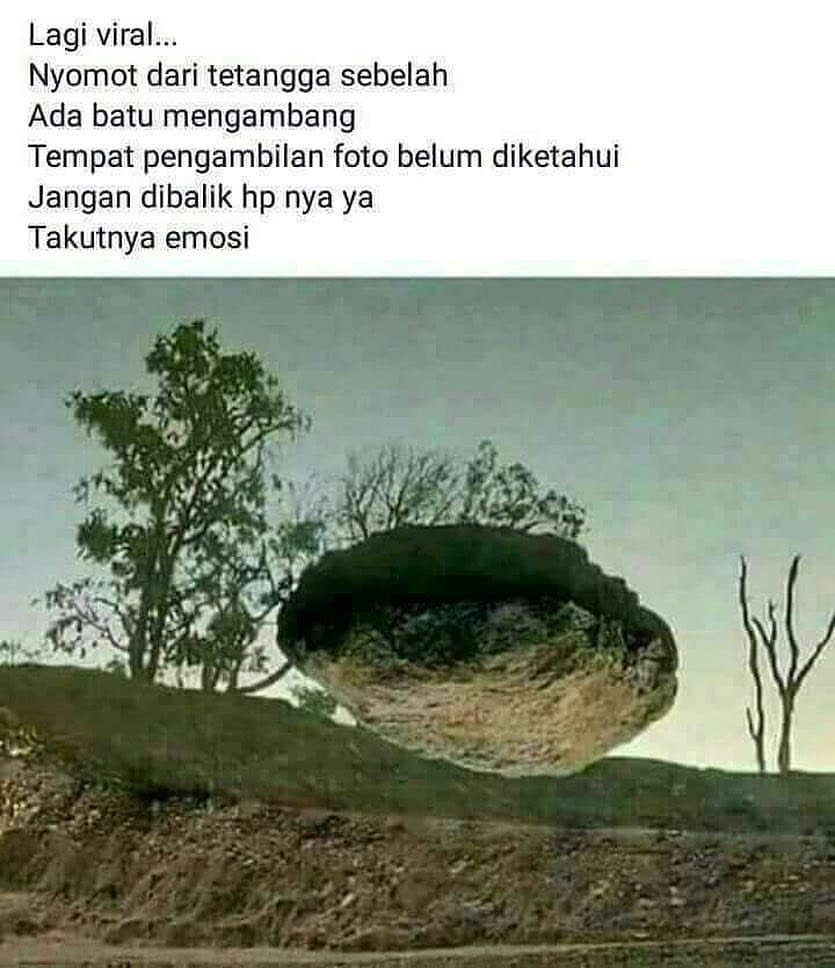 Lagi viral...
Nyomot dari tetangga sebelah
Ada batu mengambang
Tempat pengambilan foto belum diketahui
Jangan dibalik hp nya ya
Takutnya emosi